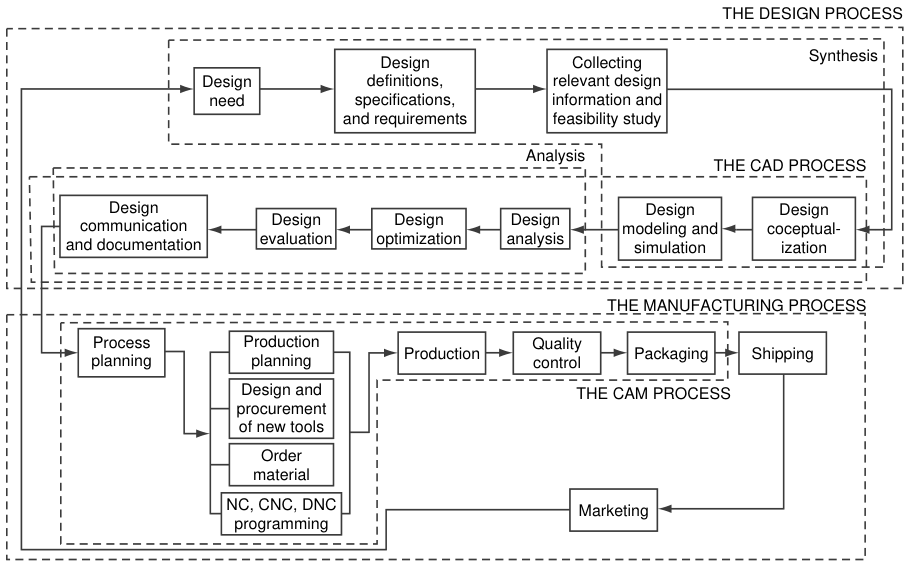 THE DESIGN PROCESS
Synthesis
Design
need
Design
definitions,
specifications,
and requirements
Collecting
relevant design
information and
feasibility study
Analysis
THE CAD PROCESS
Design
communication
and documentation
Design
evaluation
Design
optimization
Design
analysis
Design
modeling and
simulation
Design
coceptual-
ization
THE MANUFACTURING PROCESS
Process
planning
Production
planning
Design and
procurement
of new tools
Order
material
NC, CNC, DNC
programming
Production
Quality
control
Packaging
Shipping
THE CAM PROCESS
Marketing